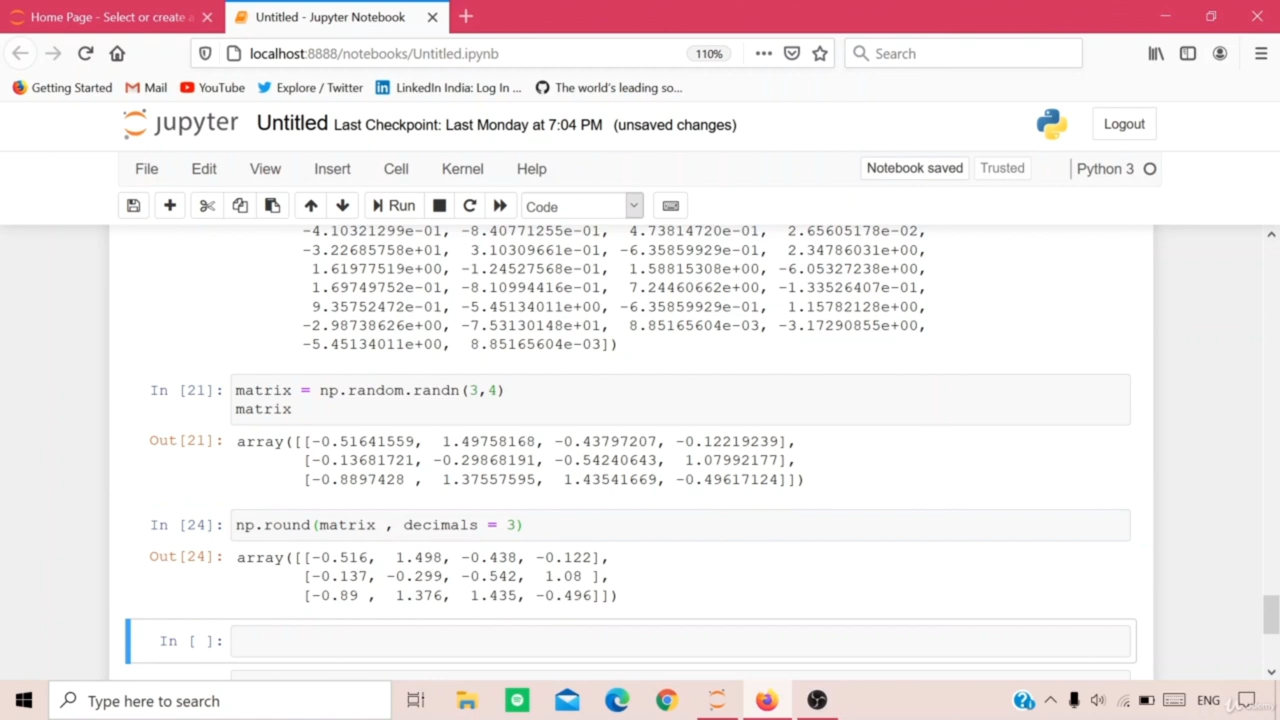 Home Page - Select or create a
Untitled - Jupyter Notebook
localhost:8888/notebooks/Untitled.ipynb
110%
Search
Getting Started
Mail
YouTube
Explore / Twitter
LinkedIn India: Log In ...
The world's leading so...
jupyter
Untitled Last Checkpoint: Last Monday at 7:04 PM (unsaved changes)
Logout
File Edit View Insert Cell Kernel Help
Notebook saved
Trusted
Python 3
Run
Code
-4.10321299e-01, -8.40771255e-01, 4.73814720e-01, 2.65605178e-02,
-3.22685758e+01, 3.10309661e-01, -6.35859929e-01, 2.34786031e+00,
1.61977519e+00, -1.24527568e-01, 1.58815308e+00, -6.05327238e+00,
1.69749752e-01, -8.10994416e-01, 7.24460662e+00, -1.33526407e-01,
9.35752472e-01, -5.45134011e+00, -6.35859929e-01, 1.15782128e+00,
-2.98738626e+00, -7.53130148e+01, 8.85165604e-03, -3.17290855e+00,
-5.45134011e+00, 8.85165604e-03])
In [21]: matrix = np.random.randn(3,4)
matrix
Out[21]: array([[-0.51641559, 1.49758168, -0.43797207, -0.12219239],
[-0.13681721, -0.29868191, -0.54240643, 1.07992177],
[-0.8897428 , 1.37557595, 1.43541669, -0.49617124]])
In [24]: np.round(matrix , decimals = 3)
Out[24]: array([[-0.516, 1.498, -0.438, -0.122],
[-0.137, -0.299, -0.542, 1.08 ],
[-0.89 , 1.376, 1.435, -0.496]])
In [ ]:
Type here to search
ENG
Udemy